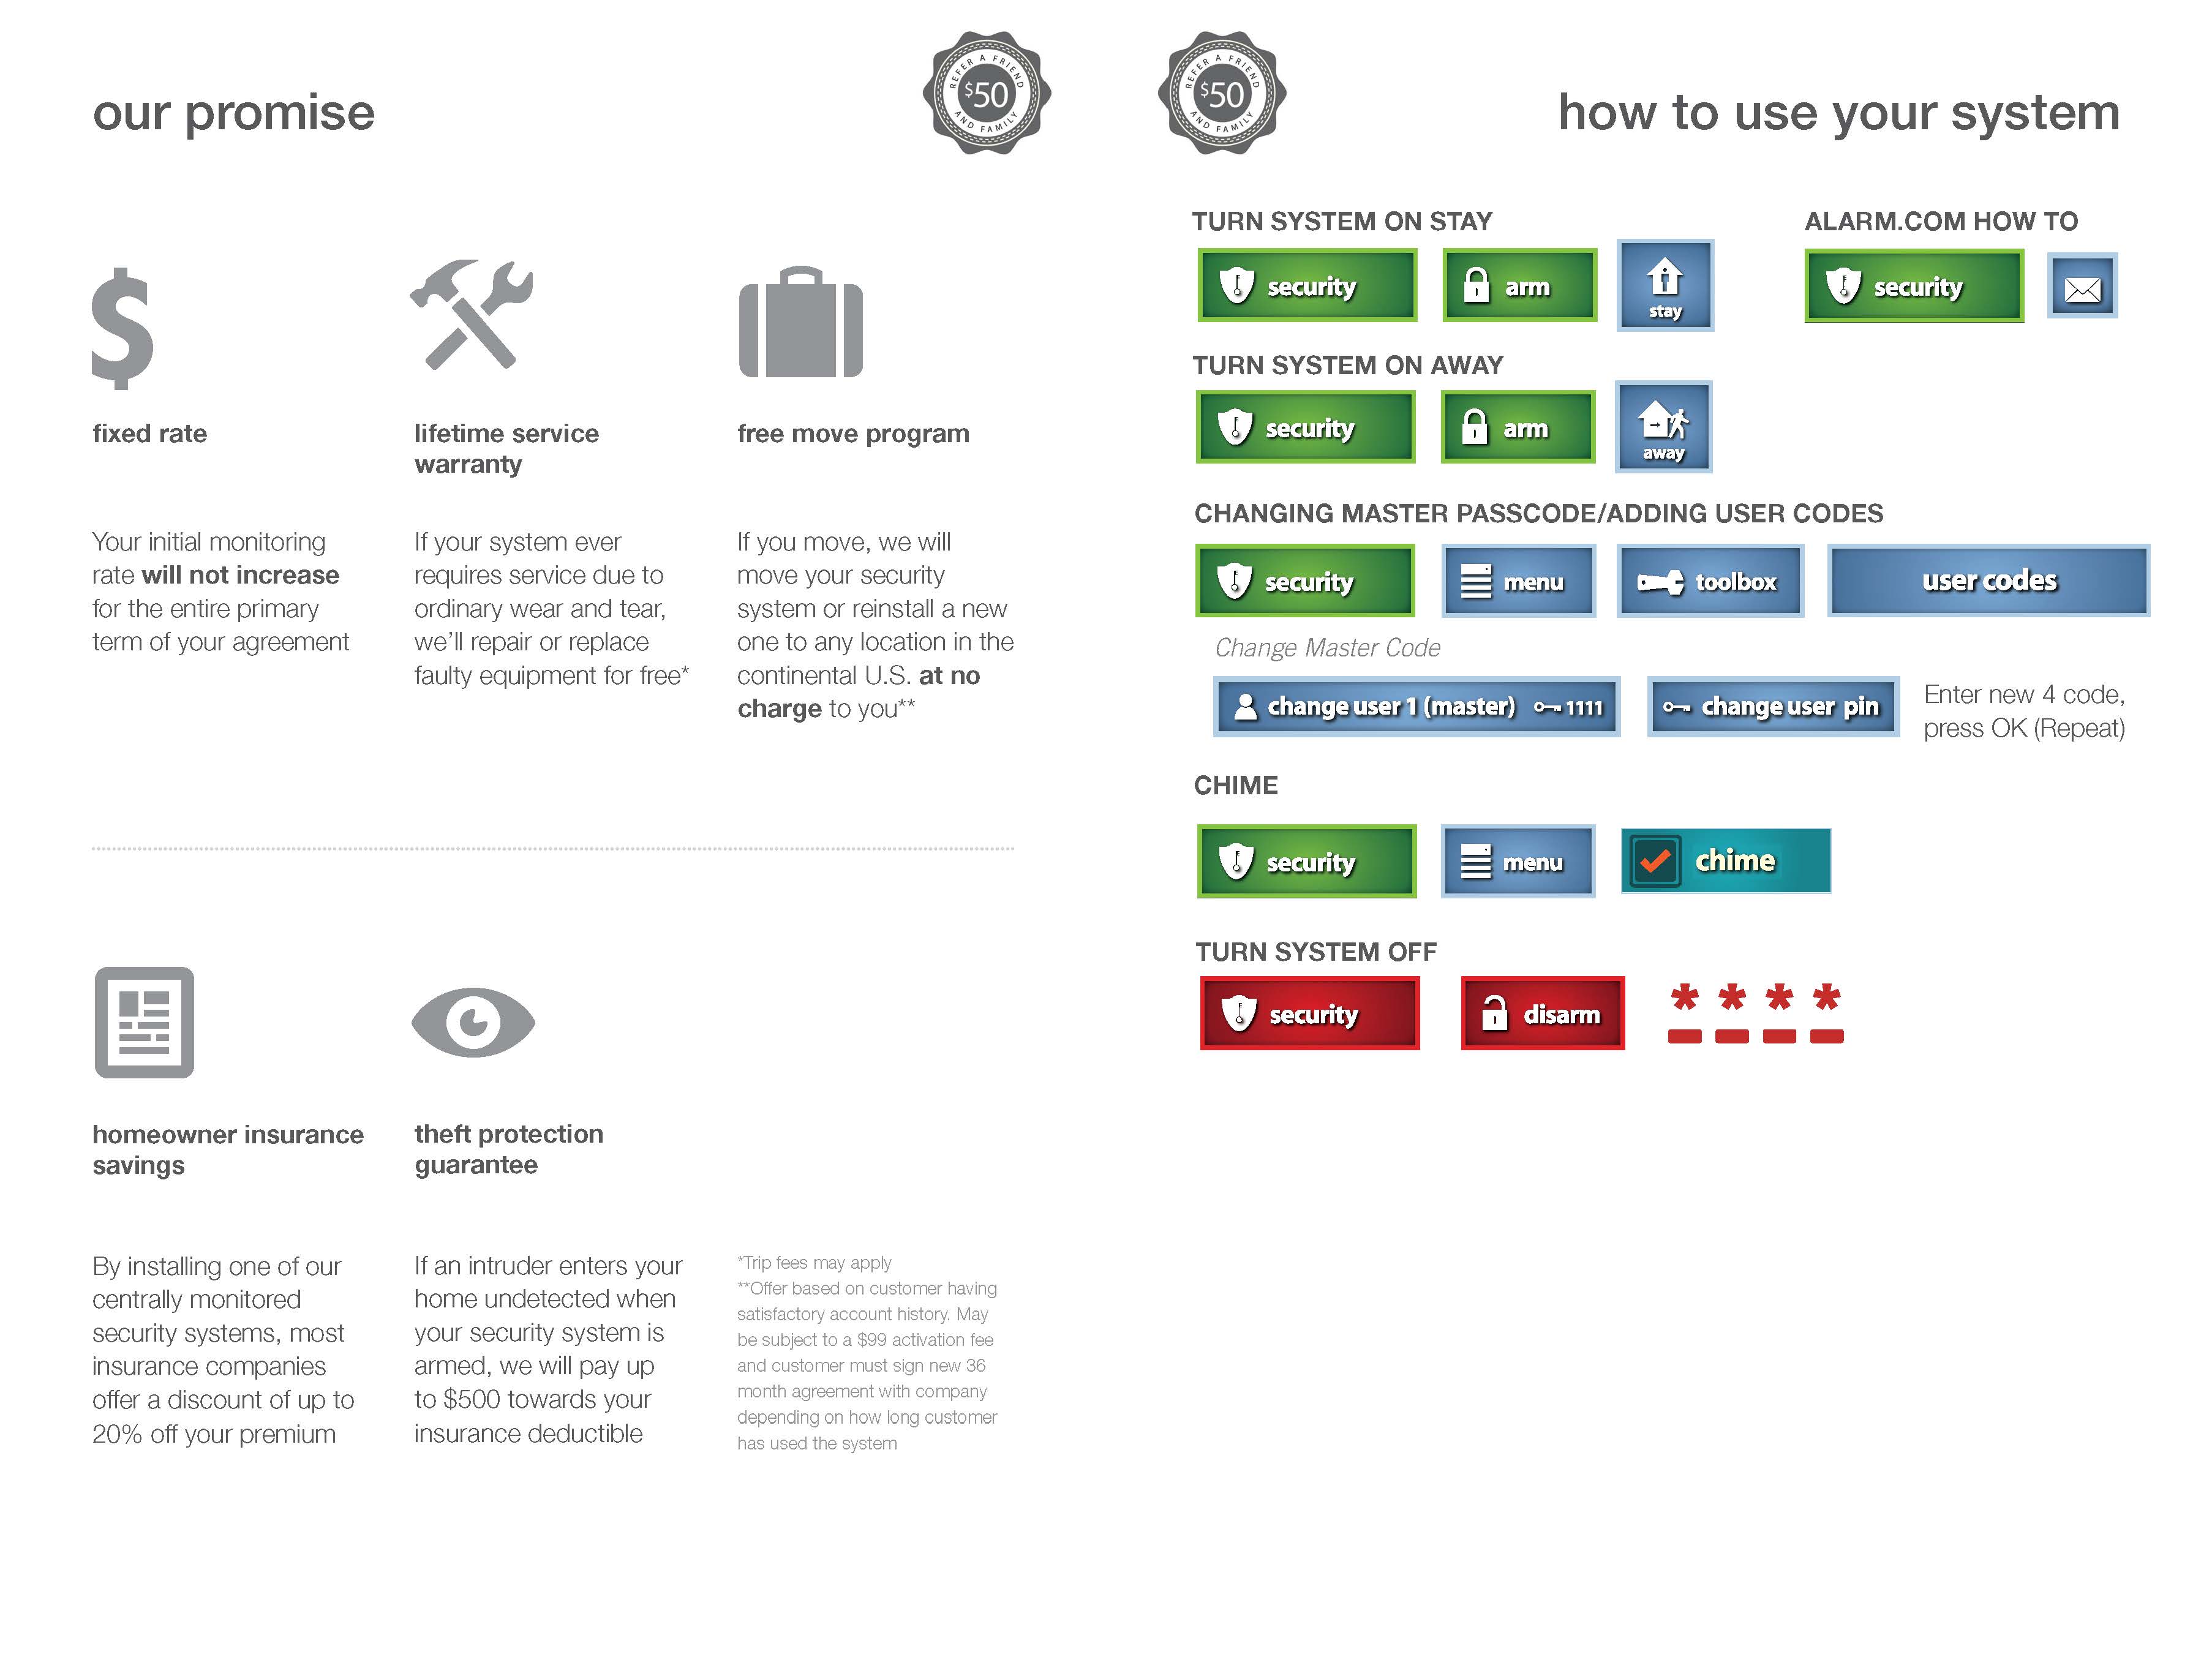 our promise
REFER A FRIEND
$50
AND FAMILY
fixed rate
Your initial monitoring
rate will not increase
for the entire primary
term of your agreement
lifetime service
warranty
If your system ever
requires service due to
ordinary wear and tear,
we’ll repair or replace
faulty equipment for free*
free move program
If you move, we will
move your security
system or reinstall a new
one to any location in the
continental U.S. at no
charge to you**
homeowner insurance
savings
By installing one of our
centrally monitored
security systems, most
insurance companies
offer a discount of up to
20% off your premium
theft protection
guarantee
If an intruder enters your
home undetected when
your security system is
armed, we will pay up
to $500 towards your
insurance deductible
*Trip fees may apply
**Offer based on customer having
satisfactory account history. May
be subject to a $99 activation fee
and customer must sign new 36
month agreement with company
depending on how long customer
has used the system
REFER A FRIEND
$50
AND FAMILY
how to use your system
TURN SYSTEM ON STAY
security arm stay
ALARM.COM HOW TO
security
TURN SYSTEM ON AWAY
security arm away
CHANGING MASTER PASSCODE/ADDING USER CODES
security menu toolbox user codes
Change Master Code
change user 1 (master) 1111 change user pin
Enter new 4 code,
press OK (Repeat)
CHIME
security menu chime
TURN SYSTEM OFF
security disarm * * * *